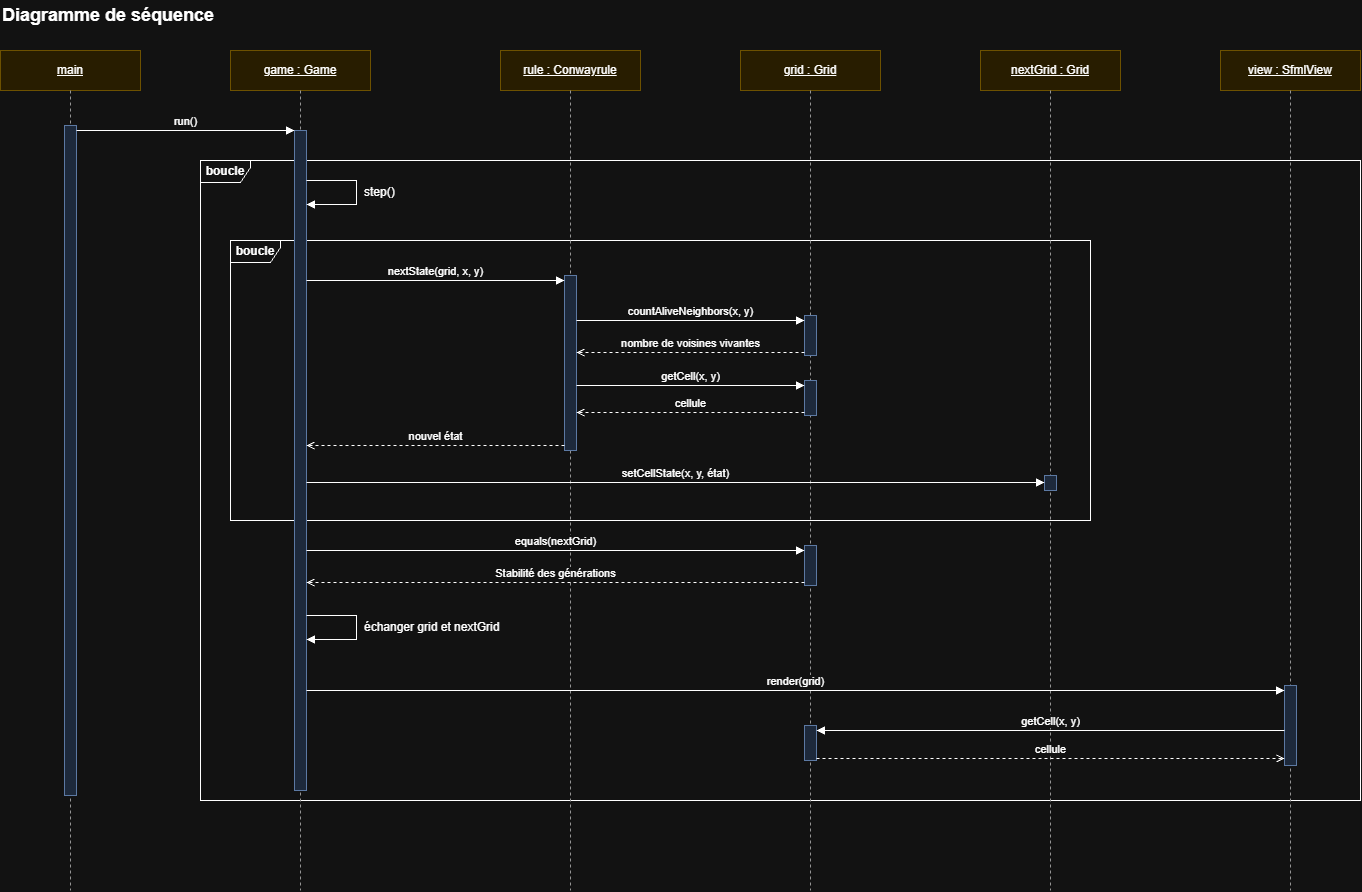 Diagramme de séquence
main
game : Game
rule : Conwayrule
grid : Grid
nextGrid : Grid
view : SfmlView
run()
boucle
step()
boucle
nextState(grid, x, y)
countAliveNeighbors(x, y)
nombre de voisines vivantes
getCell(x, y)
cellule
nouvel état
setCellState(x, y, état)
equals(nextGrid)
Stabilité des générations
échanger grid et nextGrid
render(grid)
getCell(x, y)
cellule